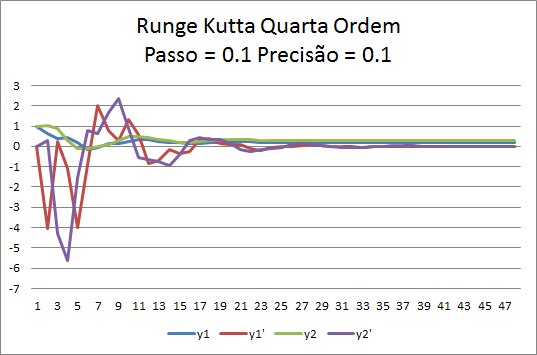 Runge Kutta Quarta Ordem
Passo = 0.1 Precisão = 0.1
3
2
1
0
-1
-2
-3
-4
-5
-6
-7
1 3 5 7 9 11 13 15 17 19 21 23 25 27 29 31 33 35 37 39 41 43 45 47
y1 y1' y2 y2'